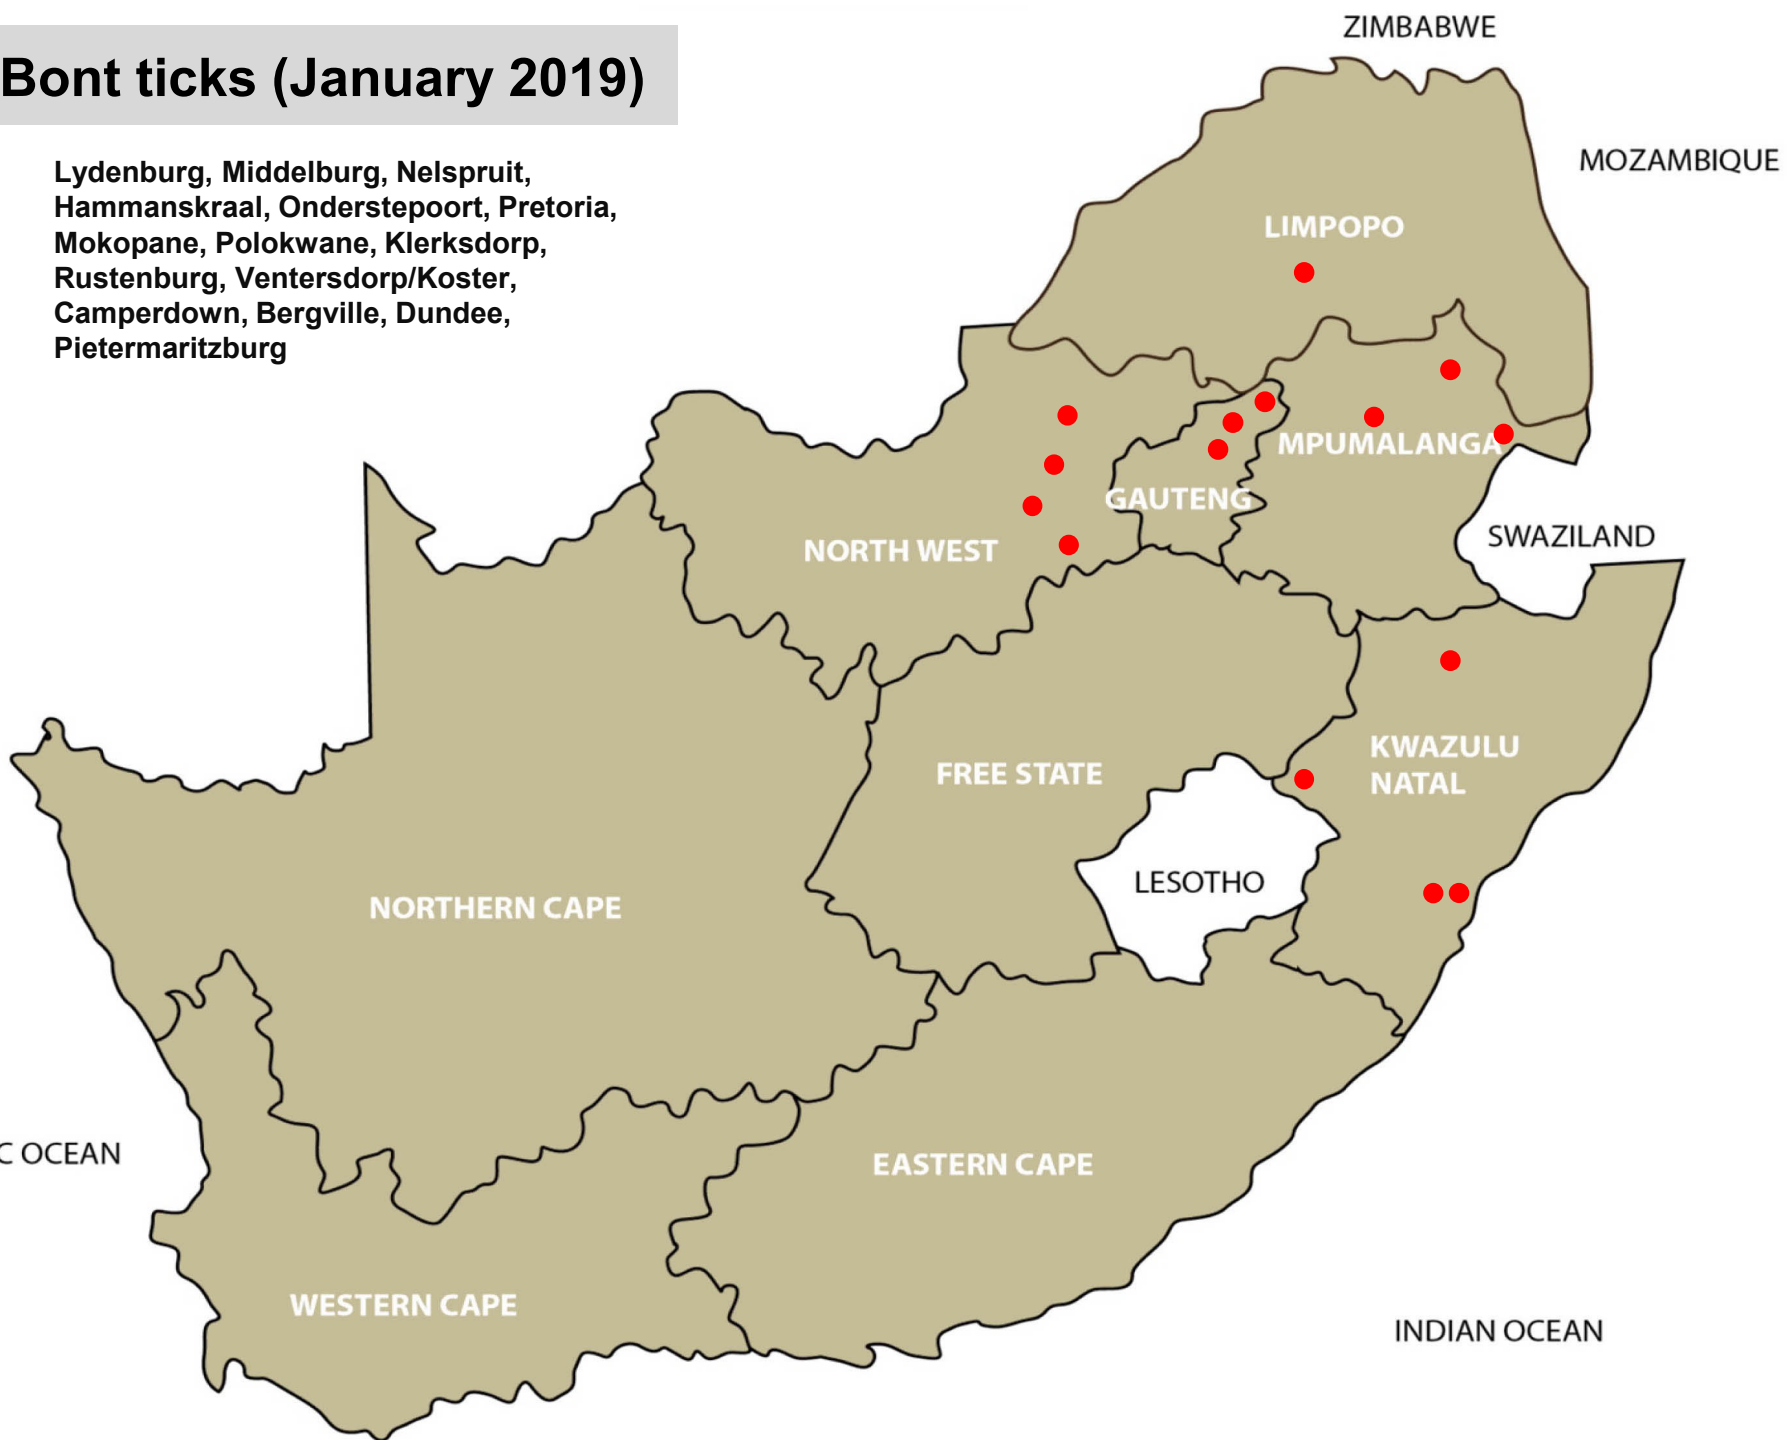 ZIMBABWE
Bont ticks (January 2019)
MOZAMBIQUE
Lydenburg, Middelburg, Nelspruit,
Hammanskraal, Onderstepoort, Pretoria,
Mokopane, Polokwane, Klerksdorp,
Rustenburg, Ventersdorp/Koster,
Camperdown, Bergville, Dundee,
Pietermaritzburg
LIMPOPO
MPUMALANGA
GAUTENG
SWAZILAND
NORTH WEST
KWAZULU
NATAL
FREE STATE
LESOTHO
NORTHERN CAPE
C OCEAN
EASTERN CAPE
WESTERN CAPE
INDIAN OCEAN